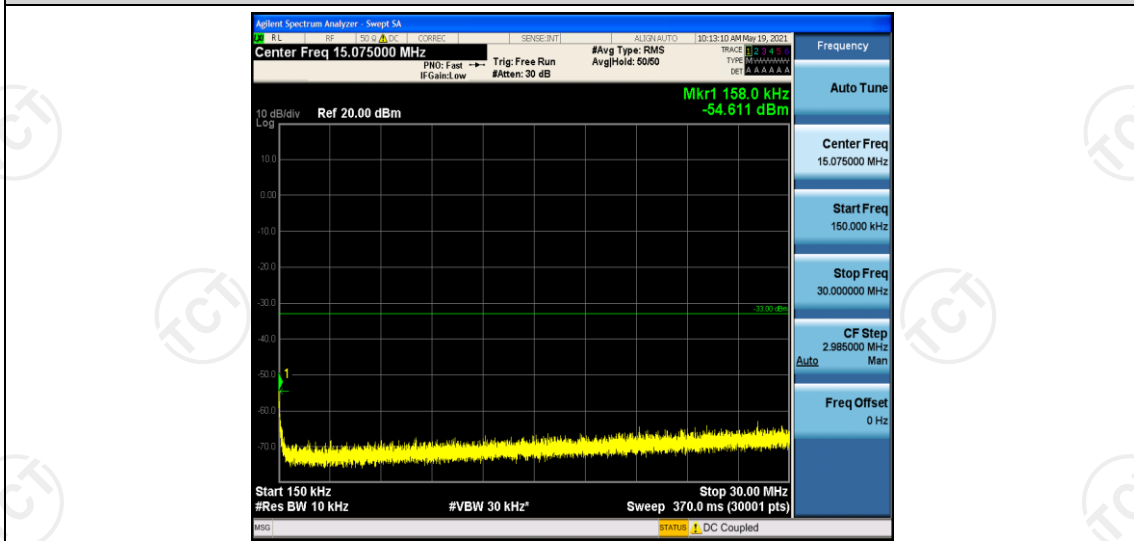 Agilent Spectrum Analyzer - Swept SA
RL RF 50 Ω DC CORREC SENSE:INT ALIGN AUTO 10:13:10 AM May 19, 2021
Center Freq 15.075000 MHz
PNO: Fast
IFGain:Low
Trig: Free Run
#Atten: 30 dB
#Avg Type: RMS
Avg|Hold: 50/50
TRACE 1 2 3 4 5 6
TYPE M
DET A A A A A A
Mkr1 158.0 kHz
-54.611 dBm
10 dB/div Ref 20.00 dBm
Log
10.0
0.00
-10.0
-20.0
-30.0
-33.00 dBm
-40.0
-50.0
1
-60.0
-70.0
Start 150 kHz Stop 30.00 MHz
#Res BW 10 kHz #VBW 30 kHz* Sweep 370.0 ms (30001 pts)
MSG STATUS DC Coupled
Frequency
Auto Tune
Center Freq
15.075000 MHz
Start Freq
150.000 kHz
Stop Freq
30.000000 MHz
CF Step
2.985000 MHz
Auto Man
Freq Offset
0 Hz
TCT
TCT
TCT
TCT
TCT
TCT